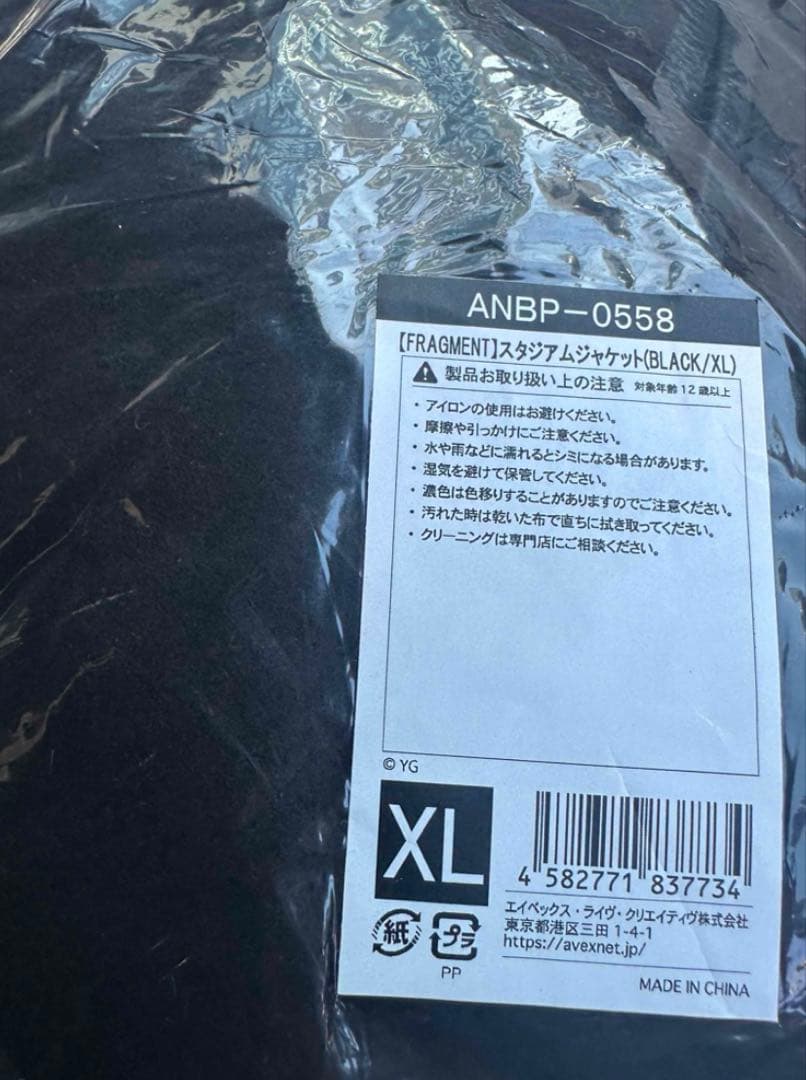 ANBP-0558
【FRAGMENT】スタジアムジャケット(BLACK/XL)
製品お取り扱い上の注意 対象年齢12歳以上
・アイロンの使用はお避けください。
・摩擦や引っかけにご注意ください。
・水や雨などに濡れるとシミになる場合があります。
・湿気を避けて保管してください。
・濃色は色移りすることがありますのでご注意ください。
・汚れた時は乾いた布で直ちに拭き取ってください。
・クリーニングは専門店にご相談ください。
© YG
XL
4 582771 837734
エイベックス・ライヴ・クリエイティヴ株式会社
東京都港区三田 1-4-1
https://avexnet.jp/
紙 プラ
PP
MADE IN CHINA